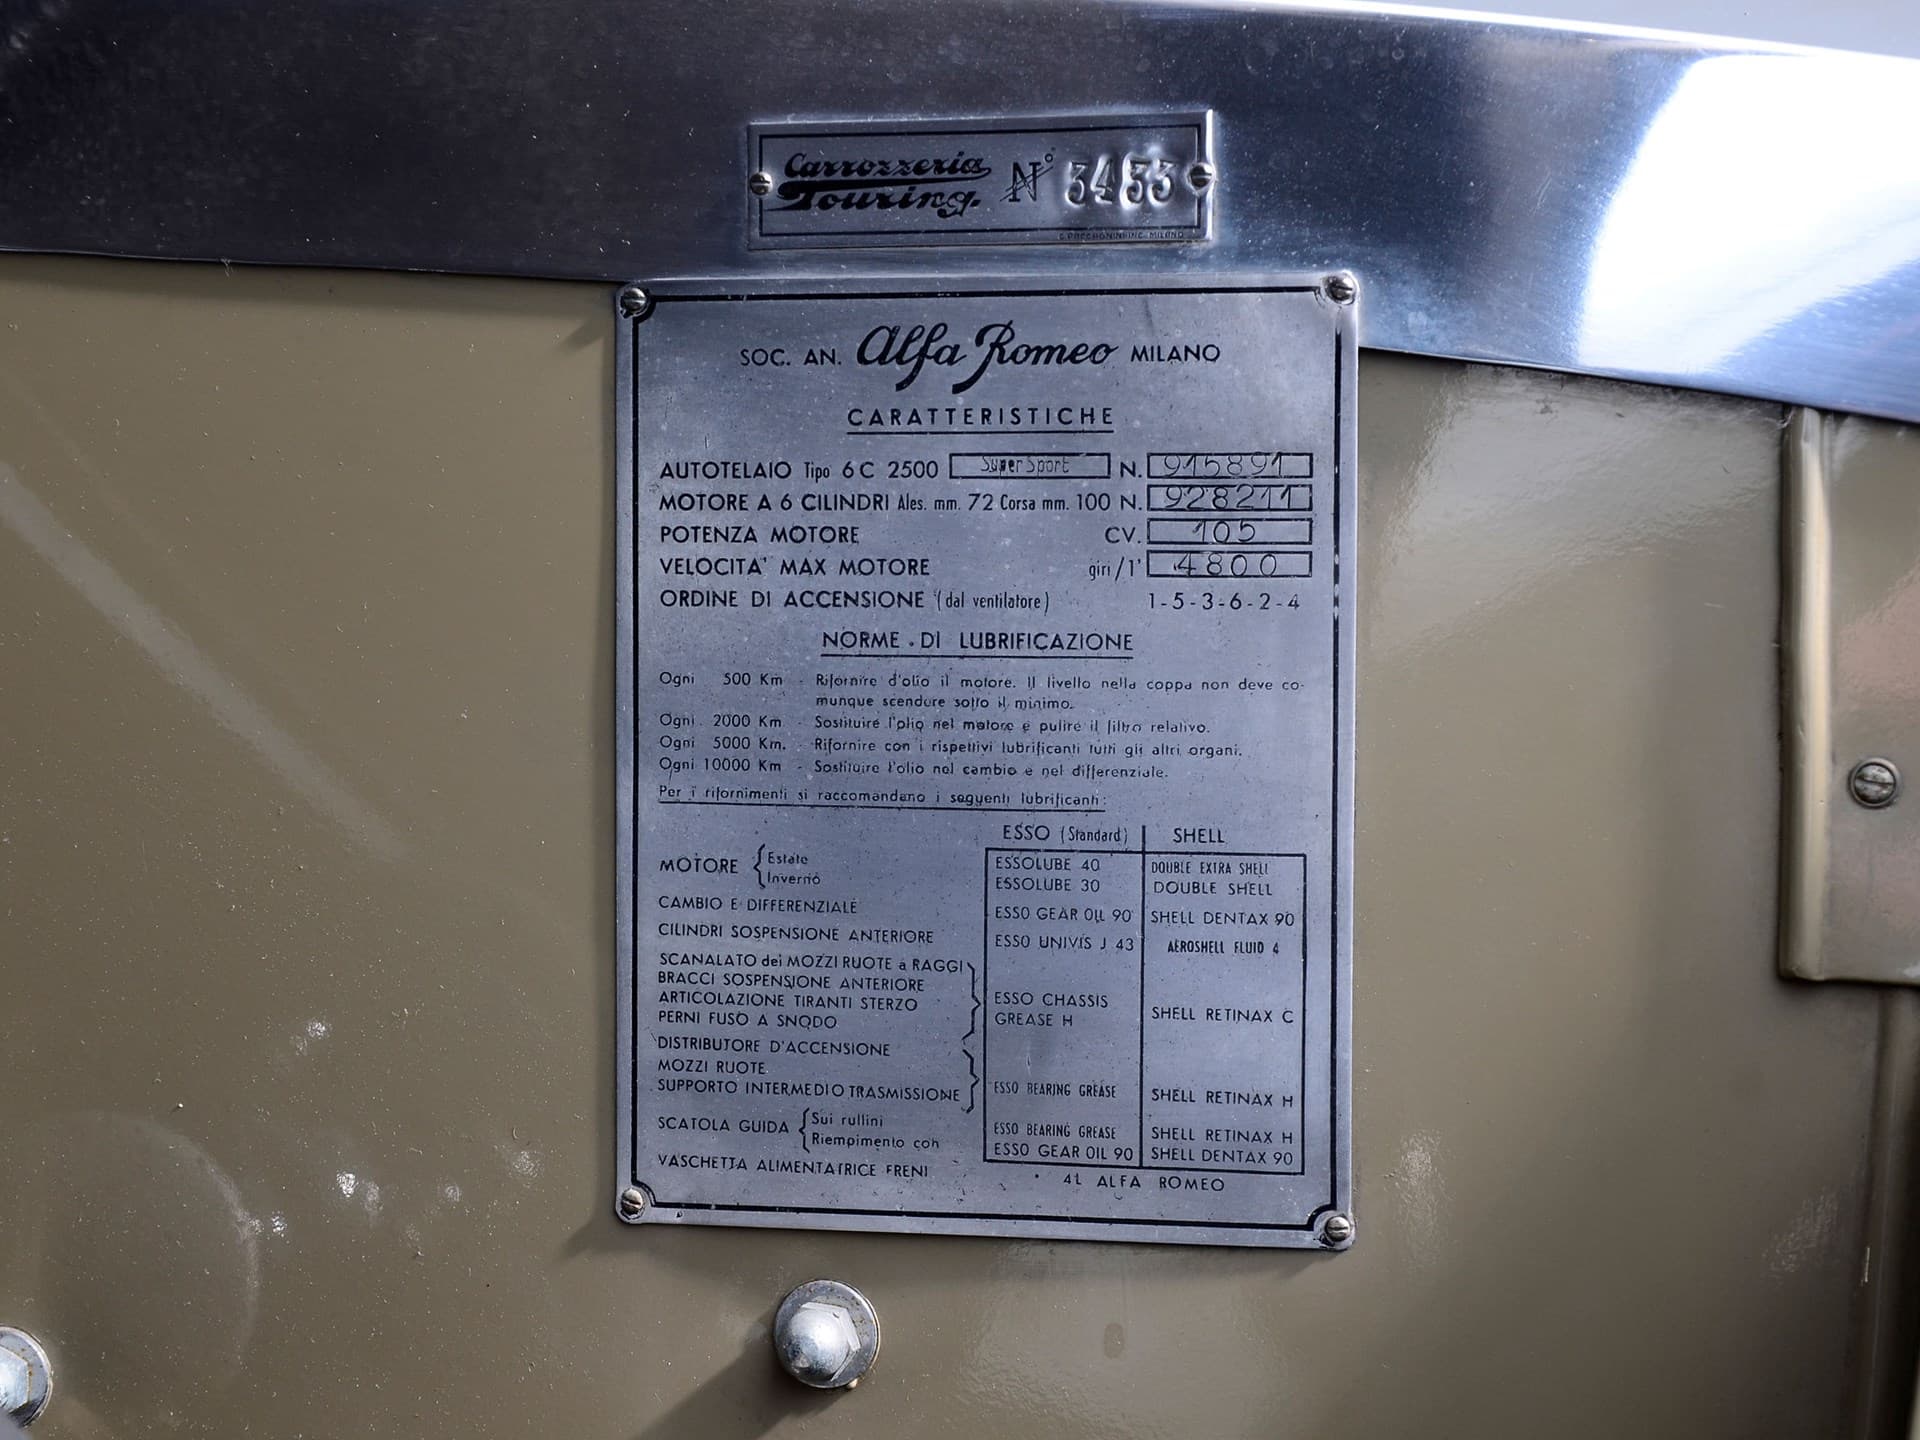 Carrozzeria
Touring. N° 3433
SOC. AN. Alfa Romeo MILANO
CARATTERISTICHE
AUTOTELAIO Tipo 6C 2500 Super Sport N. 915891
MOTORE A 6 CILINDRI Ales. mm. 72 Corsa mm. 100 N. 928211
POTENZA MOTORE CV. 105
VELOCITA' MAX MOTORE giri/1' 4800
ORDINE DI ACCENSIONE (dal ventilatore) 1-5-3-6-2-4
NORME DI LUBRIFICAZIONE
Ogni 500 Km - Rifornire d'olio il motore. Il livello nella coppa non deve co-
munque scendere sotto il minimo.
Ogni 2000 Km - Sostituire l'olio nel motore e pulire il filtro relativo.
Ogni 5000 Km. - Rifornire con i rispettivi lubrificanti tutti gli altri organi.
Ogni 10000 Km - Sostituire l'olio nel cambio e nel differenziale.
Per i rifornimenti si raccomandano i seguenti lubrificanti:
ESSO (Standard) SHELL
MOTORE Estate ESSOLUBE 40 DOUBLE EXTRA SHELL
Inverno ESSOLUBE 30 DOUBLE SHELL
CAMBIO E DIFFERENZIALE ESSO GEAR OIL 90 SHELL DENTAX 90
CILINDRI SOSPENSIONE ANTERIORE ESSO UNIVIS J 43 AEROSHELL FLUID 4
SCANALATO dei MOZZI RUOTE a RAGGI
BRACCI SOSPENSIONE ANTERIORE
ARTICOLAZIONE TIRANTI STERZO ESSO CHASSIS
PERNI FUSO A SNODO GREASE H SHELL RETINAX C
DISTRIBUTORE D'ACCENSIONE
MOZZI RUOTE
SUPPORTO INTERMEDIO TRASMISSIONE ESSO BEARING GREASE SHELL RETINAX H
SCATOLA GUIDA Sui rullini ESSO BEARING GREASE SHELL RETINAX H
Riempimento con ESSO GEAR OIL 90 SHELL DENTAX 90
VASCHETTA ALIMENTATRICE FRENI 4L ALFA ROMEO